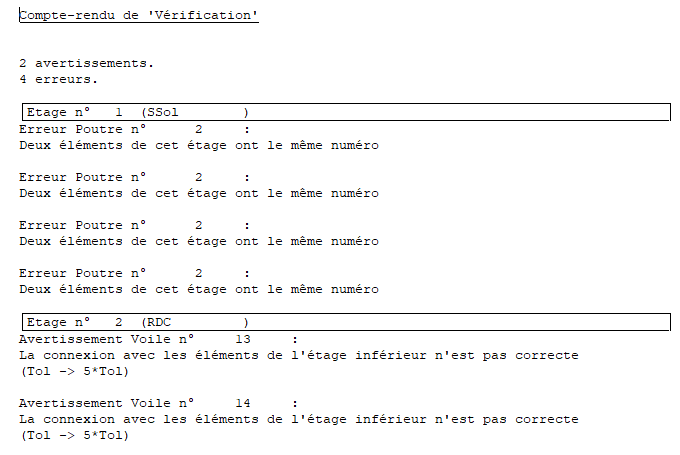 Compte-rendu de 'Vérification'
2 avertissements.
4 erreurs.
Etage n° 1 (SSol )
Erreur Poutre n° 2 :
Deux éléments de cet étage ont le même numéro
Erreur Poutre n° 2 :
Deux éléments de cet étage ont le même numéro
Erreur Poutre n° 2 :
Deux éléments de cet étage ont le même numéro
Erreur Poutre n° 2 :
Deux éléments de cet étage ont le même numéro
Etage n° 2 (RDC )
Avertissement Voile n° 13 :
La connexion avec les éléments de l'étage inférieur n'est pas correcte
(Tol -> 5*Tol)
Avertissement Voile n° 14 :
La connexion avec les éléments de l'étage inférieur n'est pas correcte
(Tol -> 5*Tol)